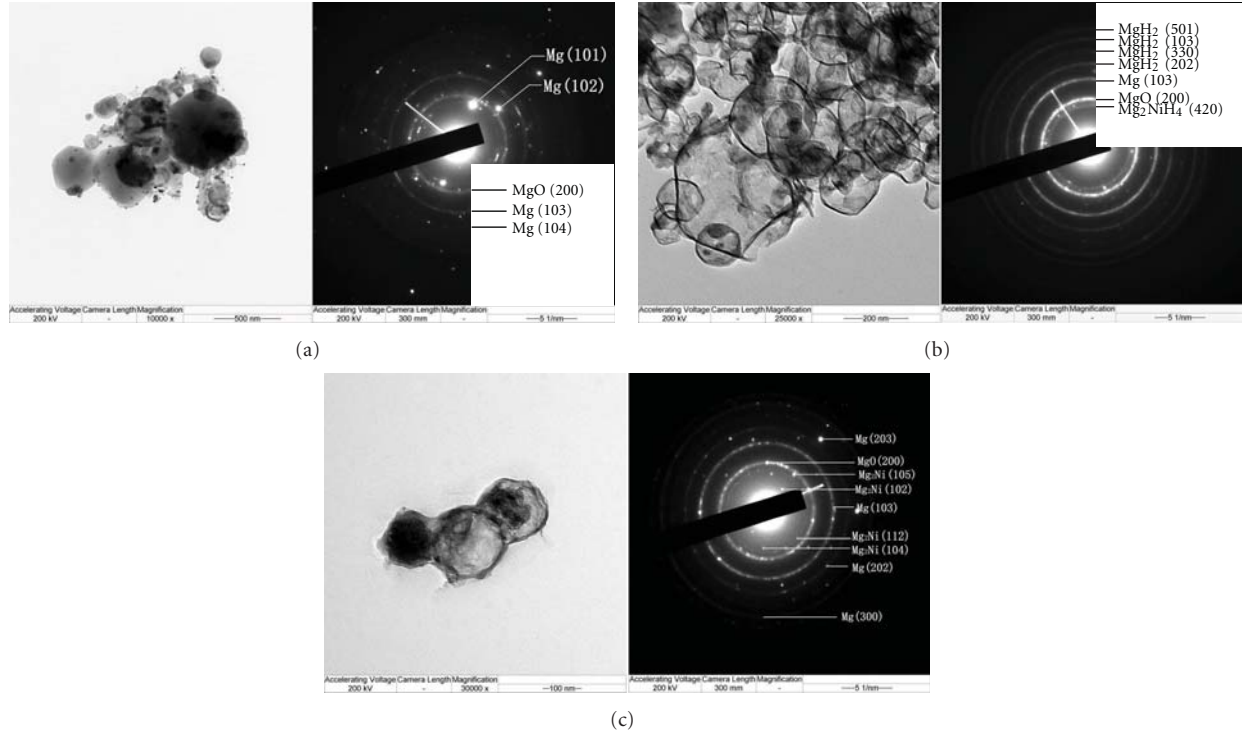 Mg(101)
Mg(102)
MgO (200)
Mg (103)
Mg (104)
Accelerating Voltage Camera Length Magnification
200 kV - 10000 x 500 nm
Accelerating Voltage Camera Length Magnification
200 kV 300 mm - 5 1/nm
(a)
MgH2 (501)
MgH2 (103)
MgH2 (330)
MgH2 (202)
Mg (103)
MgO (200)
Mg2NiH4 (420)
Accelerating Voltage Camera Length Magnification
200 kV - 25000 x 200 nm
Accelerating Voltage Camera Length Magnification
200 kV 300 mm - 5 1/nm
(b)
Mg(203)
MgO(200)
Mg2Ni(105)
Mg2Ni(102)
Mg(103)
Mg2Ni(112)
Mg2Ni(104)
Mg(202)
Mg(300)
Accelerating Voltage Camera Length Magnification
200 kV - 30000 x 100 nm
Accelerating Voltage Camera Length Magnification
200 kV 300 mm - 5 1/nm
(c)